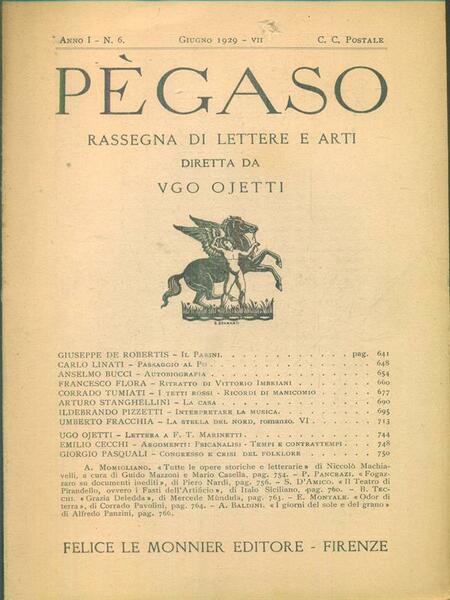 ANNO I - N. 6. GIUGNO 1929 - VII C. C. POSTALE
PÈGASO
RASSEGNA DI LETTERE E ARTI
DIRETTA DA
VGO OJETTI
GIUSEPPE DE ROBERTIS - IL PARINI. . . . . . . . . . . . . . . pag. 641
CARLO LINATI - PASSAGGIO AL PO . . . . . . . . . . . . . . . 648
ANSELMO BUCCI - AUTOBIOGRAFIA . . . . . . . . . . . . . . . 654
FRANCESCO FLORA - RITRATTO DI VITTORIO IMBRIANI . . . . . . . 660
CORRADO TUMIATI - I TETTI ROSSI - RICORDI DI MANICOMIO . . . . 677
ARTURO STANGHELLINI - LA CASA . . . . . . . . . . . . . . . 690
ILDEBRANDO PIZZETTI - INTERPRETARE LA MUSICA. . . . . . . . . 695
UMBERTO FRACCHIA - LA STELLA DEL NORD, romanzo. VI . . . . . . 713
UGO OJETTI - LETTERA A F. T. MARINETTI . . . . . . . . . . . . 744
EMILIO CECCHI - ARGOMENTI: PSICANALISI - TEMPI E CONTRATTEMPI . 748
GIORGIO PASQUALI - CONGRESSO E CRISI DEL FOLKLORE . . . . . . 750
A. MOMIGLIANO. «Tutte le opere storiche e letterarie» di Niccolò Machia-
velli, a cura di Guido Mazzoni e Mario Casella, pag. 754. - P. PANCRAZI. «Fogaz-
zaro su documenti inediti», di Piero Nardi, pag. 756. - S. D'AMICO. «Il Teatro di
Pirandello, ovvero i Fasti dell'Artificio», di Italo Siciliano, pag. 760. - B. TEC-
CHI. «Grazia Deledda», di Mercede Múndula, pag. 763. - E. MONTALE. «Odor di
terra», di Corrado Pavolini, pag. 764. - A. BALDINI. «I giorni del sole e del grano»
di Alfredo Panzini, pag. 766.
FELICE LE MONNIER EDITORE - FIRENZE